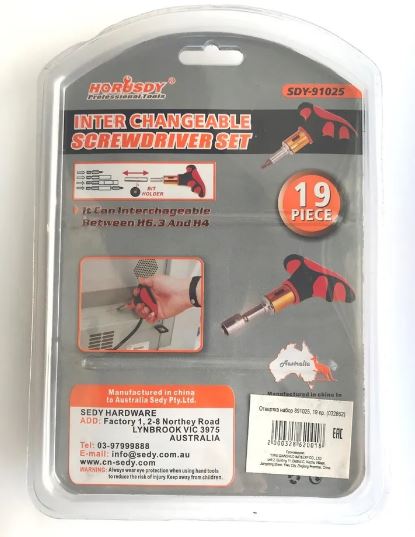 HORUSDY®
Professional Tools
SDY-91025
INTER CHANGEABLE
SCREWDRIVER SET
BIT
HOLDER
19
PIECE
It Can Interchageable
Between H6.3 And H4
Australia
Manufactured in china
to Australia Sedy Pty.Ltd.
Manufactured in china to
SEDY HARDWARE
ADD: Factory 1, 2-8 Northey Road
LYNBROOK VIC 3975
AUSTRALIA
Tel: 03-97999888
E-mail: info@sedy.com.au
www.cn-sedy.com
WARNING: Always wear eye protection when using hand tools
to reduce the risk of injury. Keep away from children.
Отвертка набор 891025, 19 пр. (032862)
EAC
2000328620018